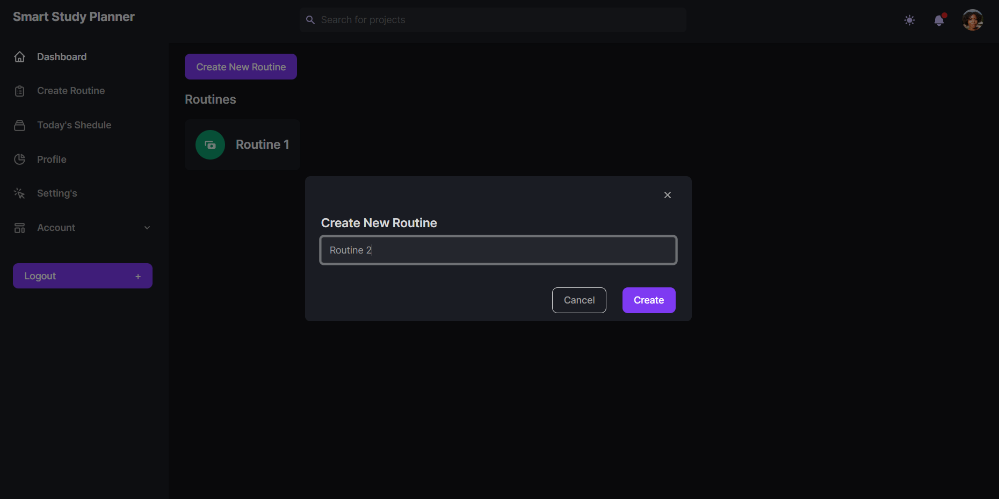 Smart Study Planner
Search for projects
Dashboard
Create Routine
Today's Shedule
Profile
Setting's
Account
Logout +
Create New Routine
Routines
Routine 1
Create New Routine
Routine 2
Cancel
Create